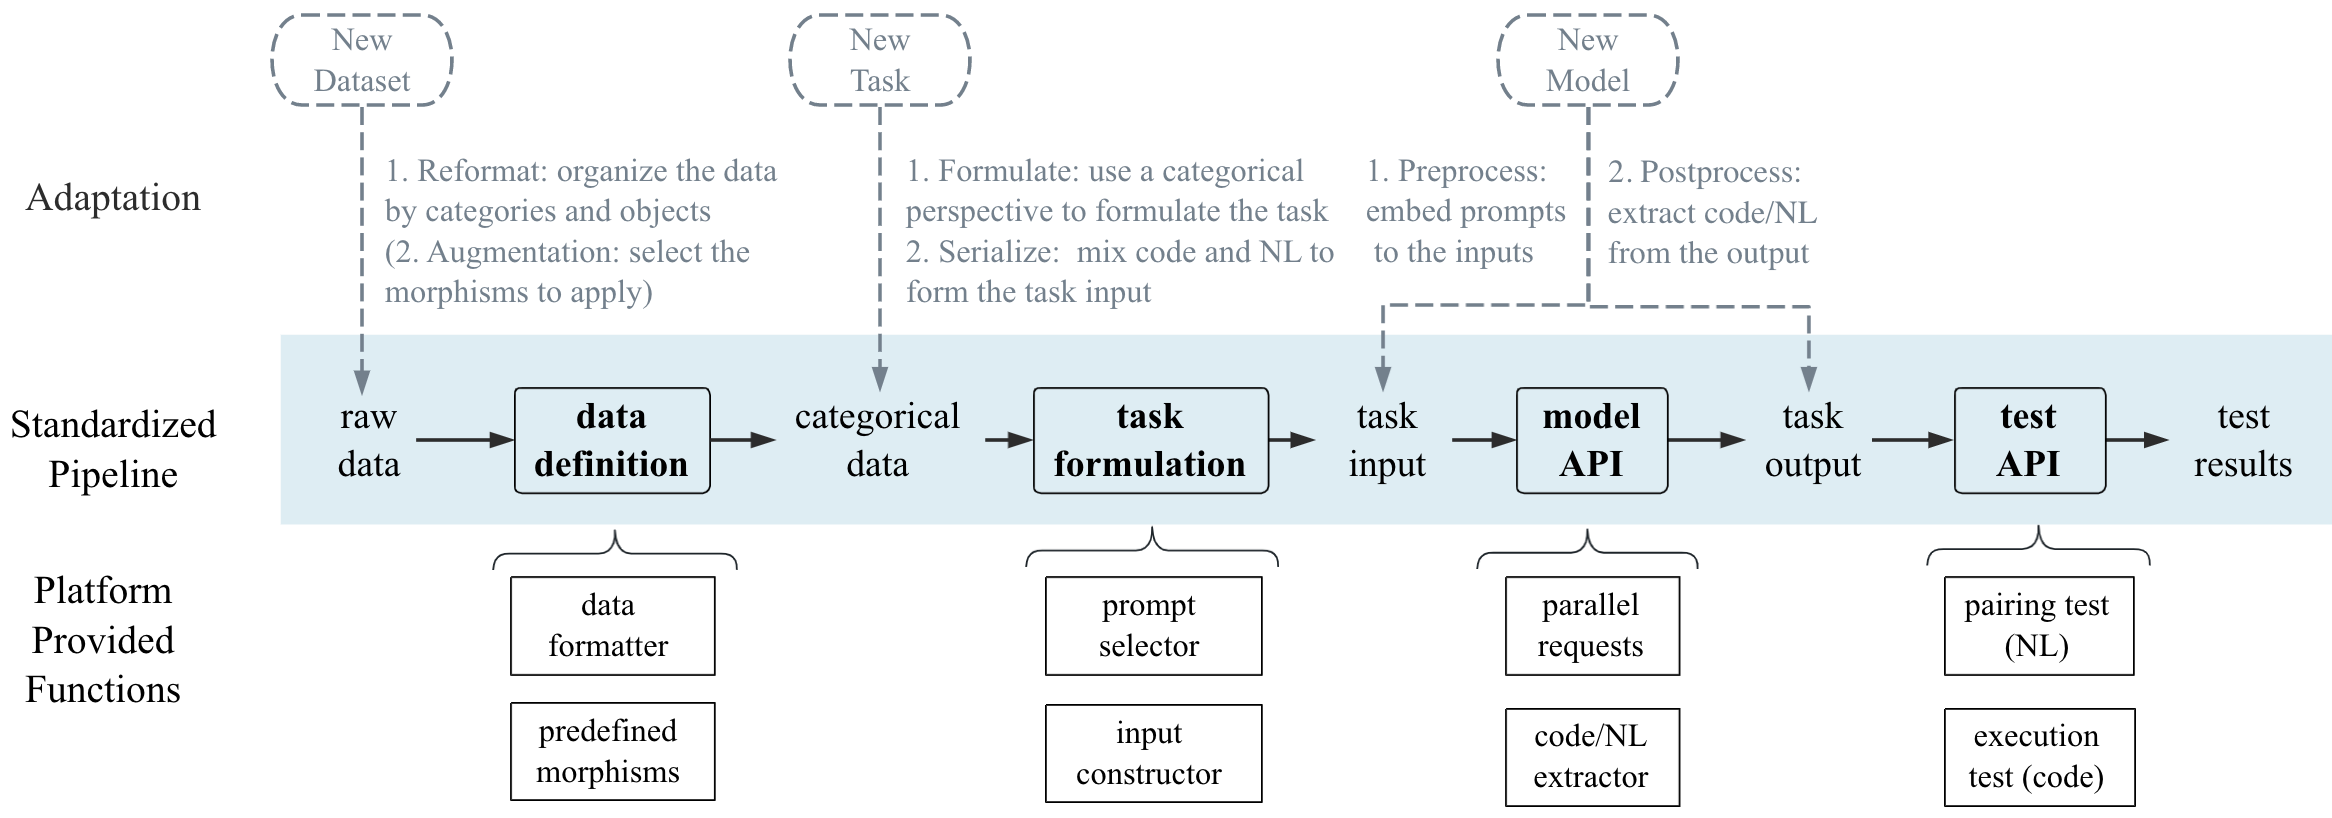 New
Dataset
New
Task
New
Model
Adaptation
1. Reformat: organize the data
by categories and objects
(2. Augmentation: select the
morphisms to apply)
1. Formulate: use a categorical
perspective to formulate the task
2. Serialize:  mix code and NL to
form the task input
1. Preprocess:
embed prompts
to the inputs
2. Postprocess:
extract code/NL
from the output
Standardized
Pipeline
raw
data
data
definition
categorical
data
task
formulation
task
input
model
API
task
output
test
API
test
results
Platform
Provided
Functions
data
formatter
predefined
morphisms
prompt
selector
input
constructor
parallel
requests
code/NL
extractor
pairing test
(NL)
execution
test (code)